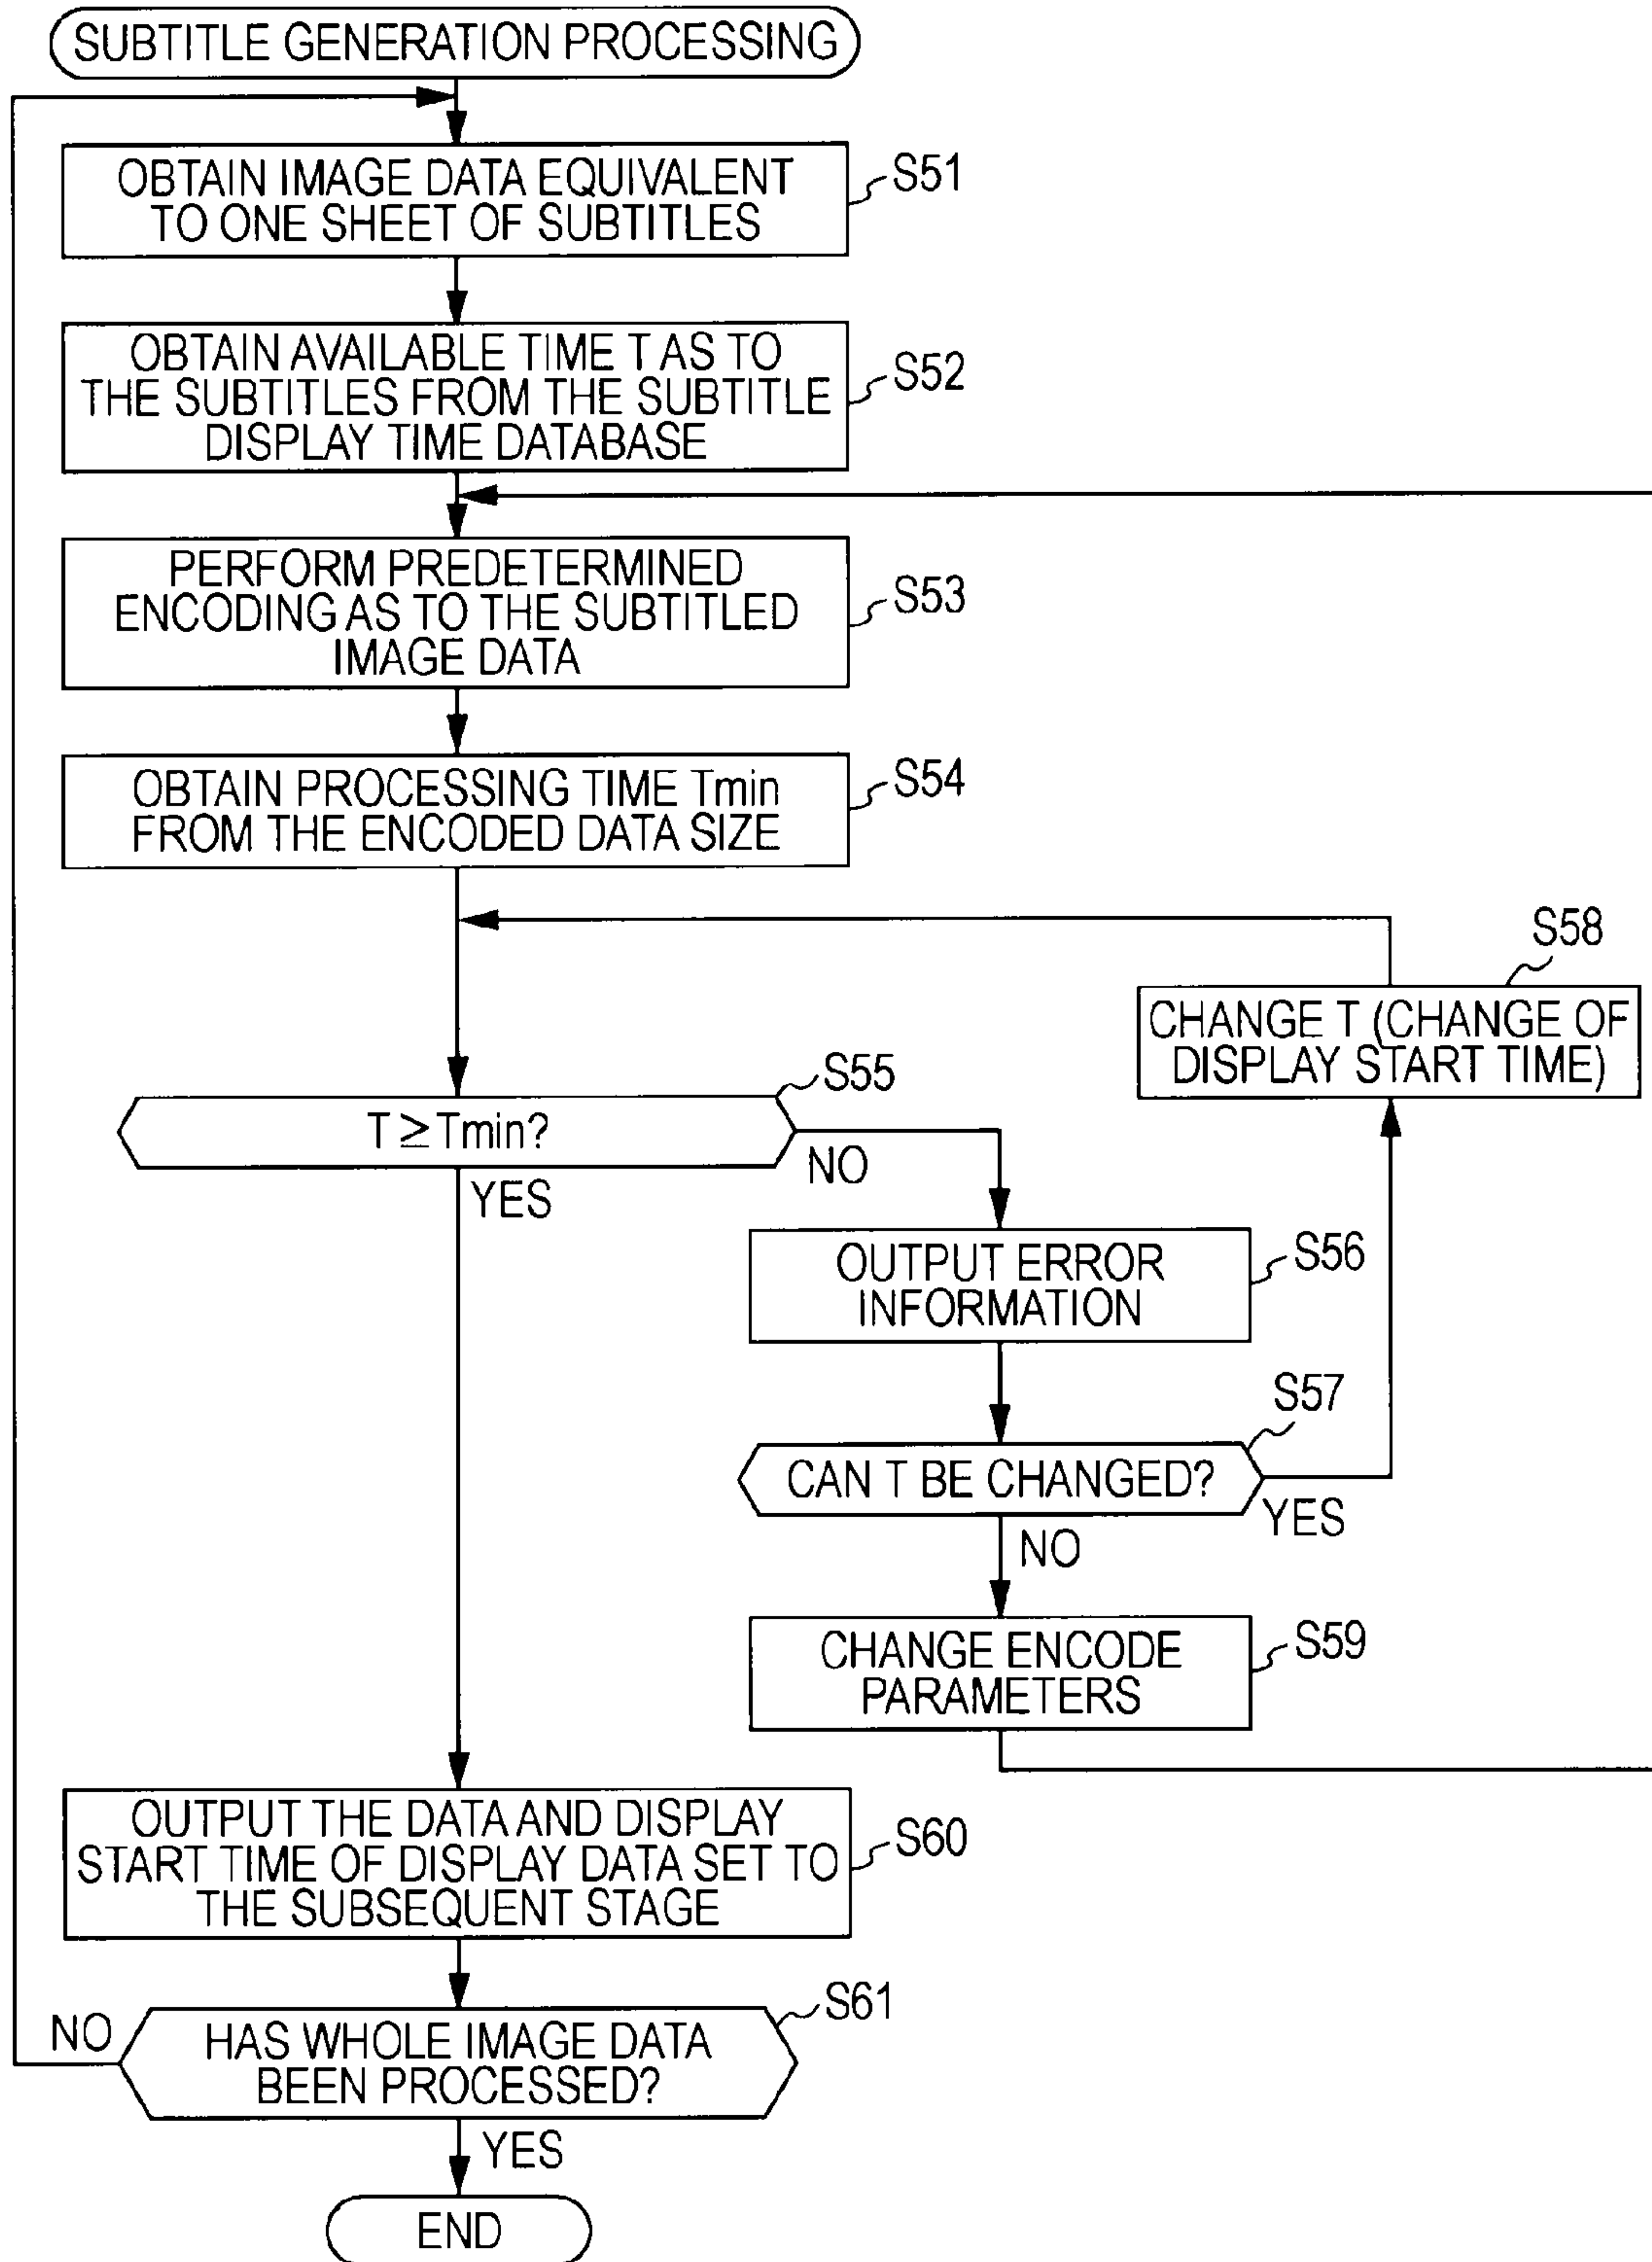 SUBTITLE GENERATION PROCESSING
OBTAIN IMAGE DATA EQUIVALENT
TO ONE SHEET OF SUBTITLES
S51
OBTAIN AVAILABLE TIME T AS TO
THE SUBTITLES FROM THE SUBTITLE
DISPLAY TIME DATABASE
S52
PERFORM PREDETERMINED
ENCODING AS TO THE SUBTITLED
IMAGE DATA
S53
OBTAIN PROCESSING TIME Tmin
FROM THE ENCODED DATA SIZE
S54
S58
CHANGE T (CHANGE OF
DISPLAY START TIME)
S55
T ≥ Tmin?
NO
YES
OUTPUT ERROR
INFORMATION
S56
S57
CAN T BE CHANGED?
YES
NO
CHANGE ENCODE
PARAMETERS
S59
OUTPUT THE DATA AND DISPLAY
START TIME OF DISPLAY DATA SET TO
THE SUBSEQUENT STAGE
S60
S61
NO
HAS WHOLE IMAGE DATA
BEEN PROCESSED?
YES
END